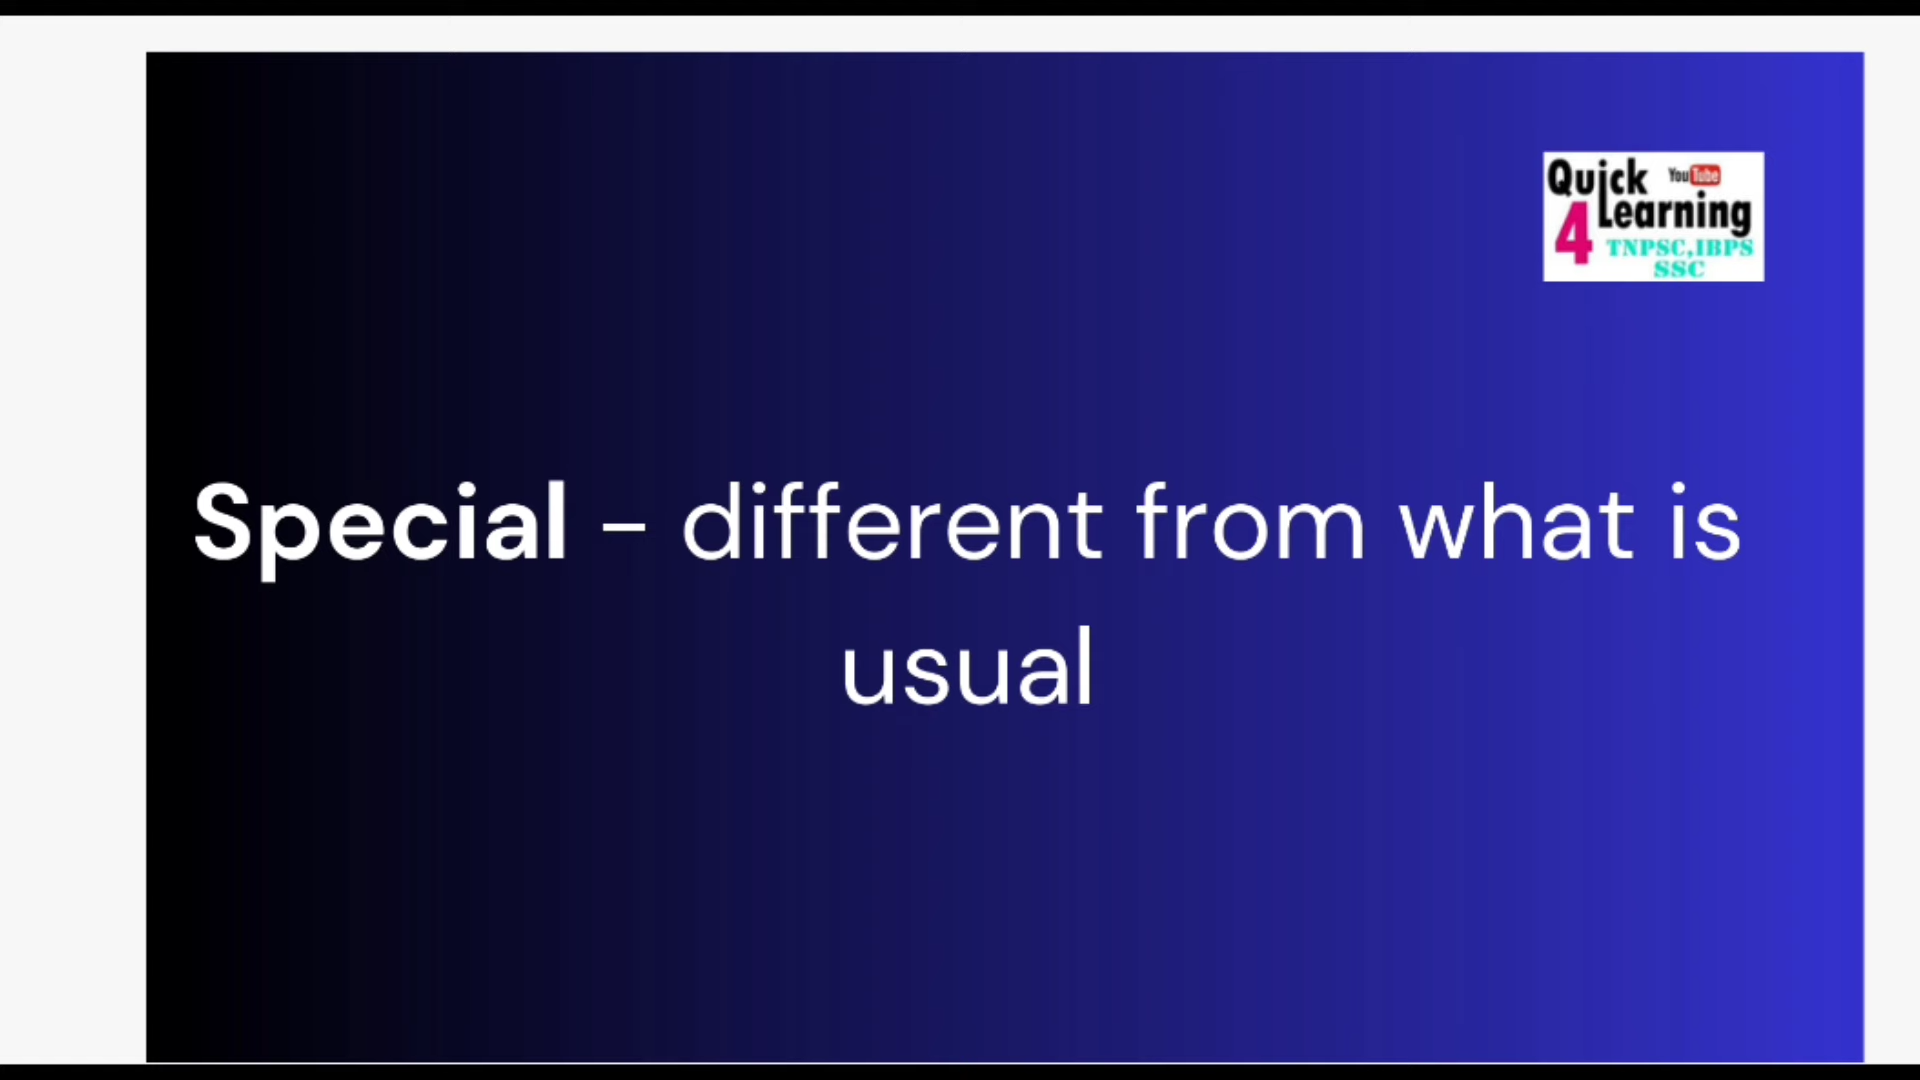 Quick YouTube
4 Learning
TNPSC,IBPS
SSC
Special - different from what is
usual